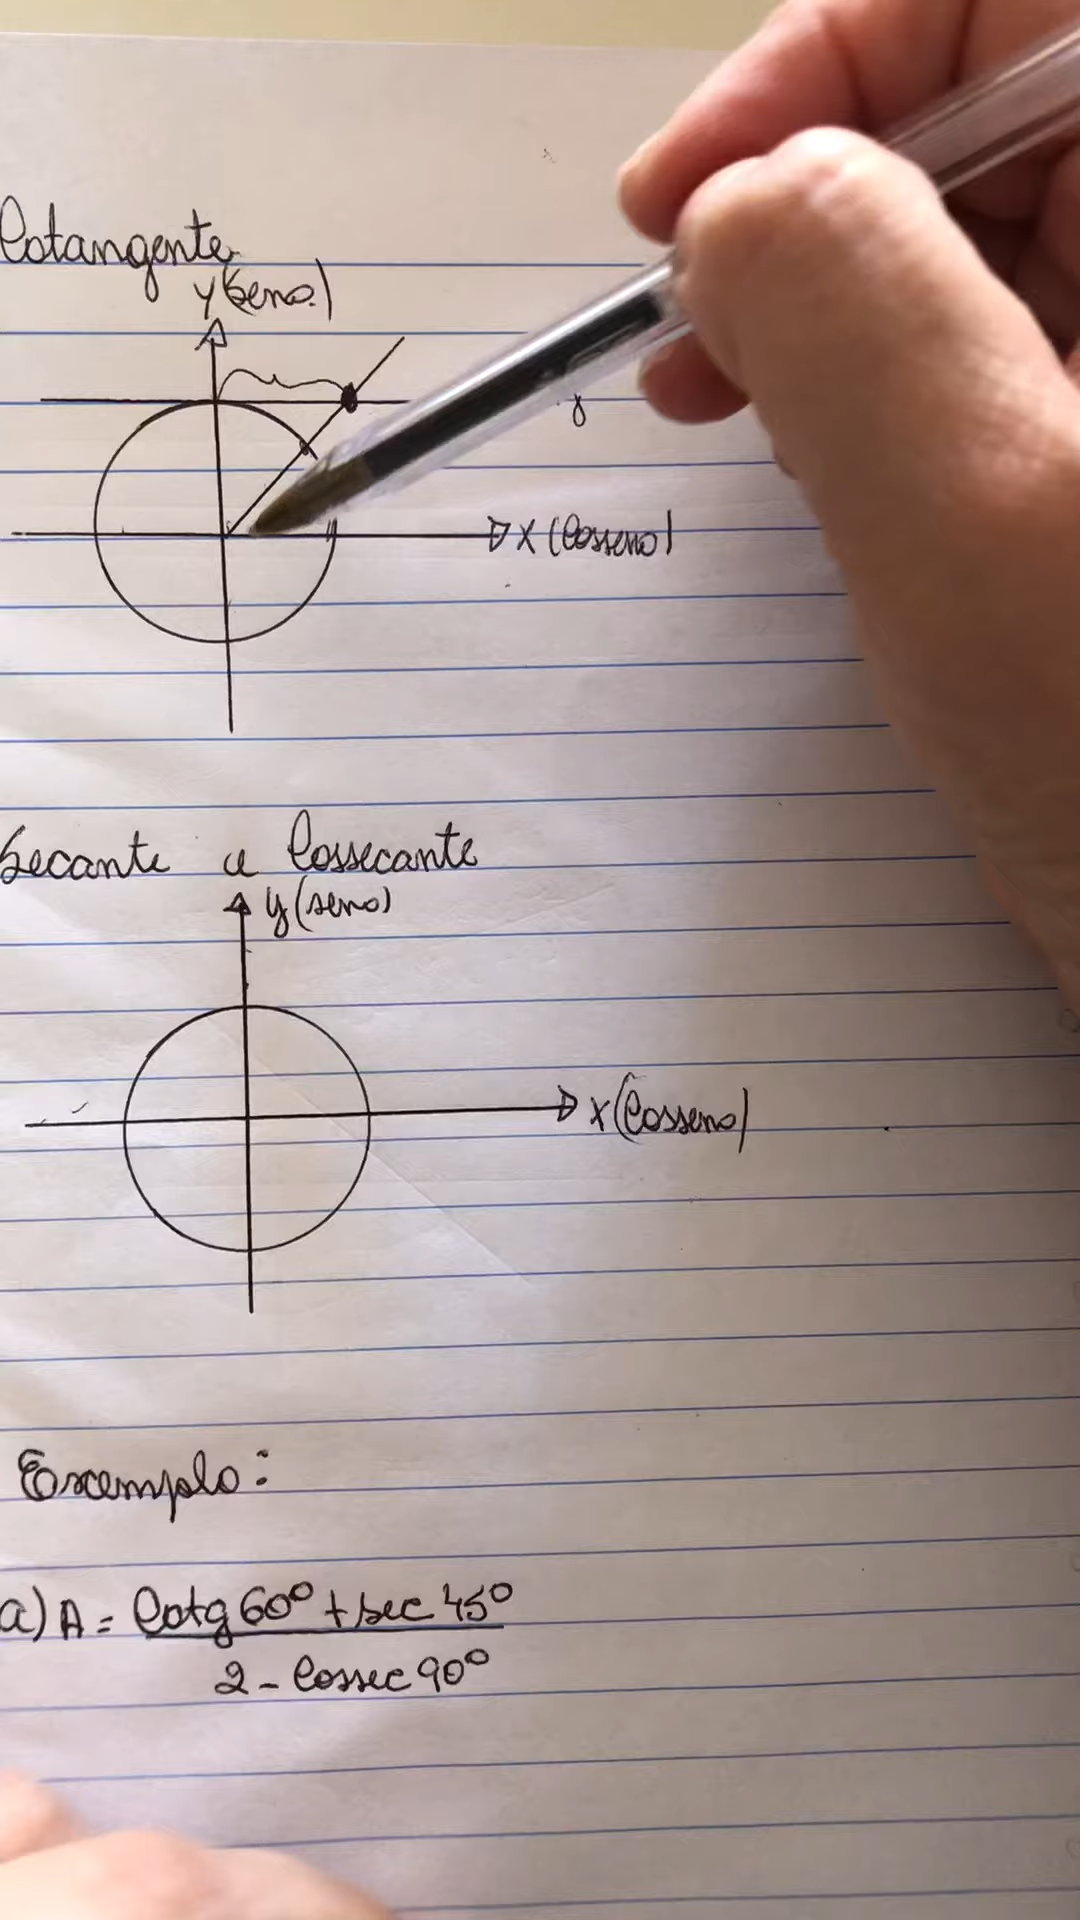 Cotangente
y (seno)
x (Cosseno)
Secante e Cossecante
y (seno)
x (Cosseno)
Exemplo:
a) A = Cotg 60° + sec 45°
2 - Cossec 90°